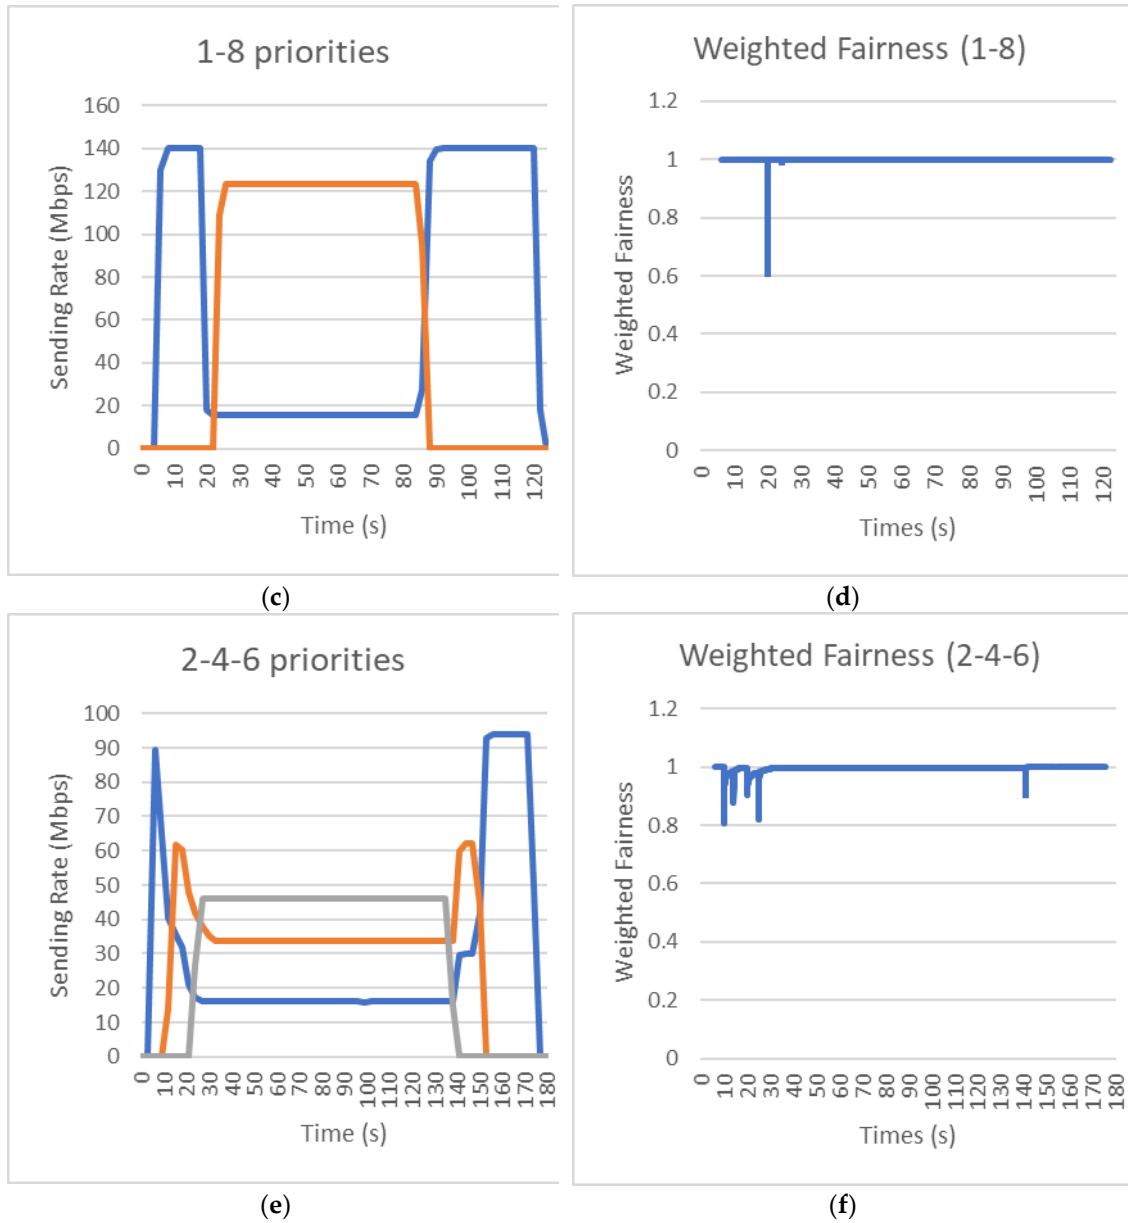 1-8 priorities
Sending Rate (Mbps)
160
140
120
100
80
60
40
20
0
0 10 20 30 40 50 60 70 80 90 100 110 120
Time (s)
(c)
Weighted Fairness (1-8)
Weighted Fairness
1.2
1
0.8
0.6
0.4
0.2
0
0 10 20 30 40 50 60 70 80 90 100 110 120
Times (s)
(d)
2-4-6 priorities
Sending Rate (Mbps)
100
90
80
70
60
50
40
30
20
10
0
0 10 20 30 40 50 60 70 80 90 100 110 120 130 140 150 160 170 180
Time (s)
(e)
Weighted Fairness (2-4-6)
Weighted Fairness
1.2
1
0.8
0.6
0.4
0.2
0
0 10 20 30 40 50 60 70 80 90 100 110 120 130 140 150 160 170 180
Times (s)
(f)